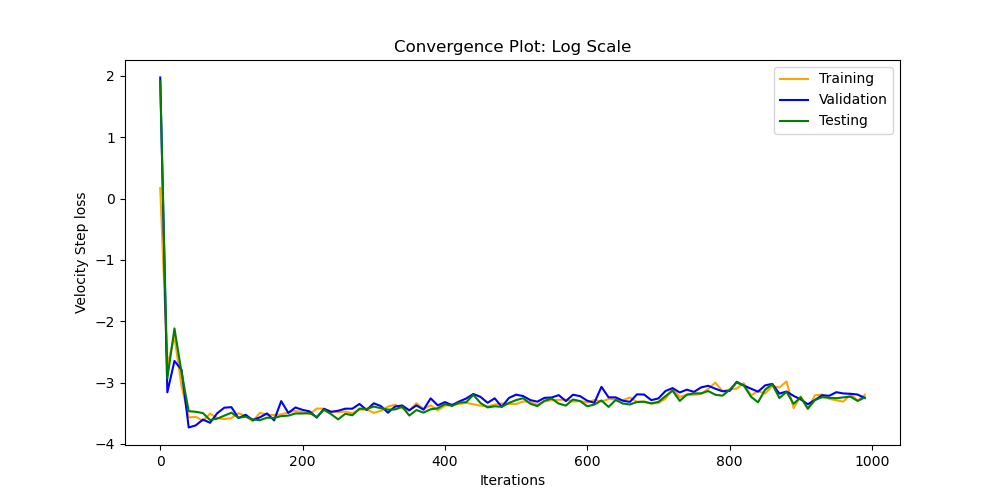 Convergence Plot: Log Scale
Training
Validation
Testing
2
1
0
−1
−2
−3
−4
Velocity Step loss
0 200 400 600 800 1000
Iterations